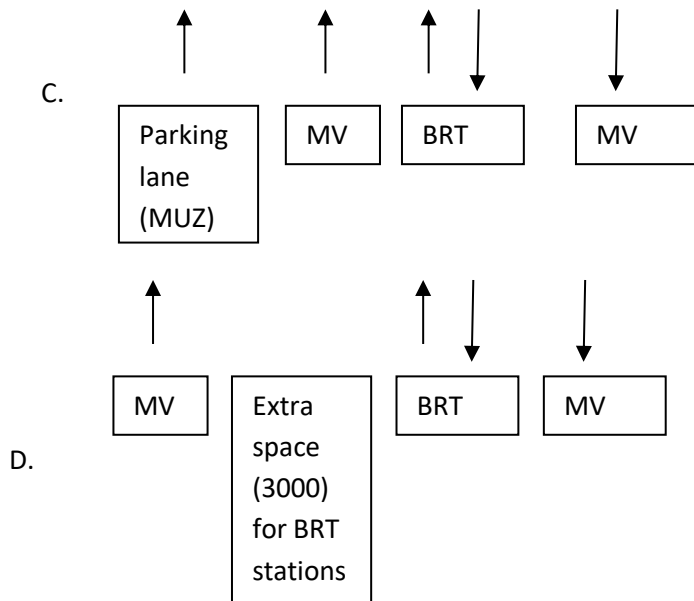 C.
Parking
lane
(MUZ)
MV
BRT
MV
D.
MV
Extra
space
(3000)
for BRT
stations
BRT
MV